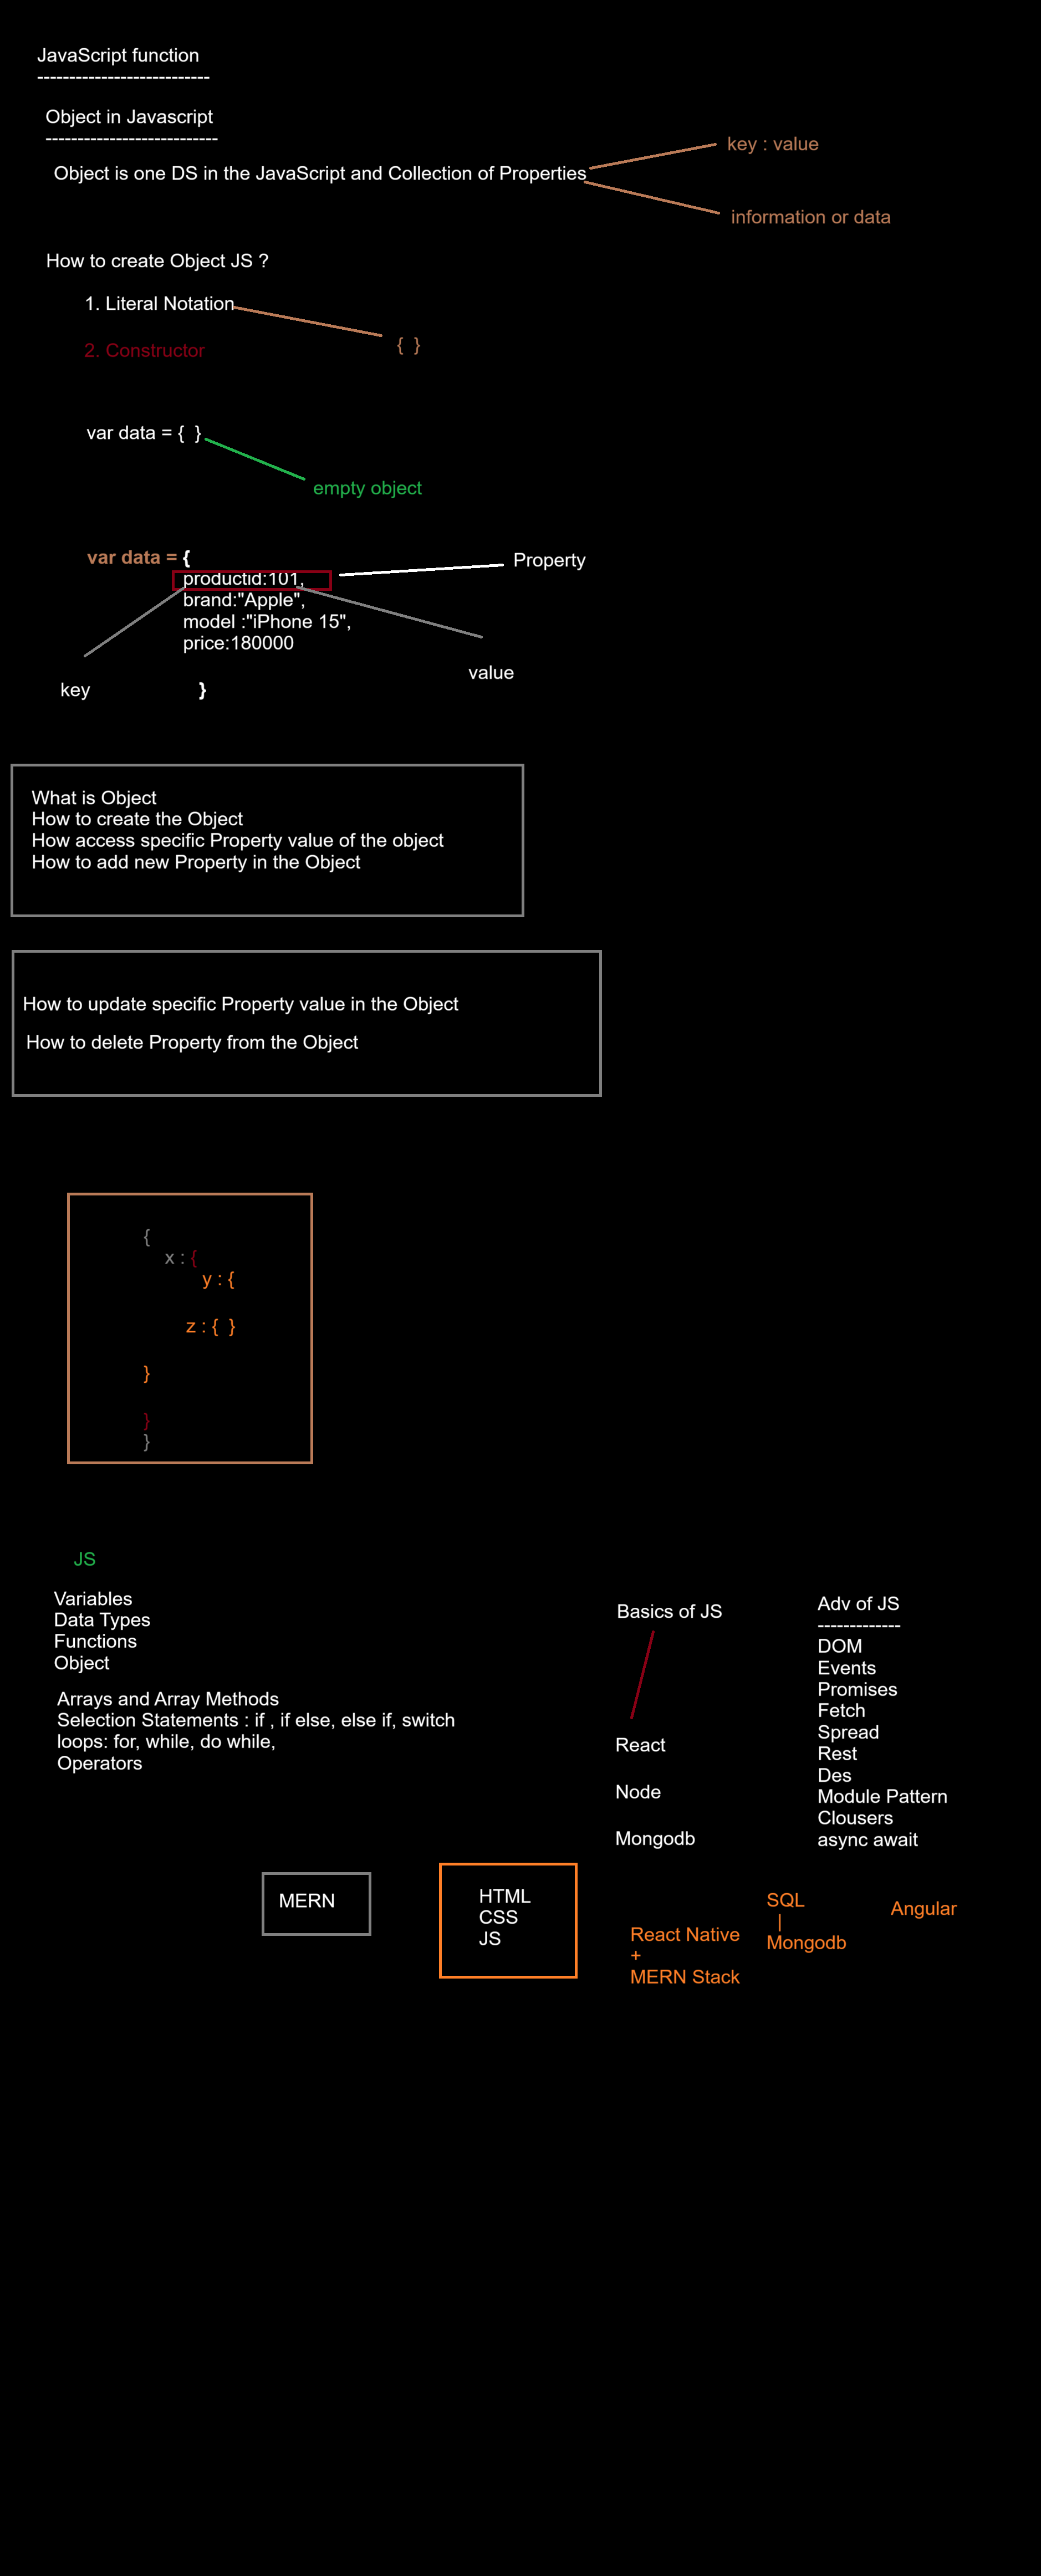 JavaScript function
---------------------------
Object in Javascript
---------------------------
key : value
Object is one DS in the JavaScript and Collection of Properties
information or data
How to create Object JS ?
1. Literal Notation
{  }
2. Constructor
var data = {  }
empty object
var data = {
Property
productid:101,
brand:"Apple",
model :"iPhone 15",
price:180000
value
key
}
What is Object
How to create the Object
How access specific Property value of the object
How to add new Property in the Object
How to update specific Property value in the Object
How to delete Property from the Object
{
x : {
y : {
z : {  }
}
}
}
JS
Variables
Data Types
Functions
Object
Arrays and Array Methods
Selection Statements : if , if else, else if, switch
loops: for, while, do while,
Operators
Basics of JS
React
Node
Mongodb
Adv of JS
-------------
DOM
Events
Promises
Fetch
Spread
Rest
Des
Module Pattern
Clousers
async await
MERN
HTML
CSS
JS
React Native
+
MERN Stack
SQL
|
Mongodb
Angular